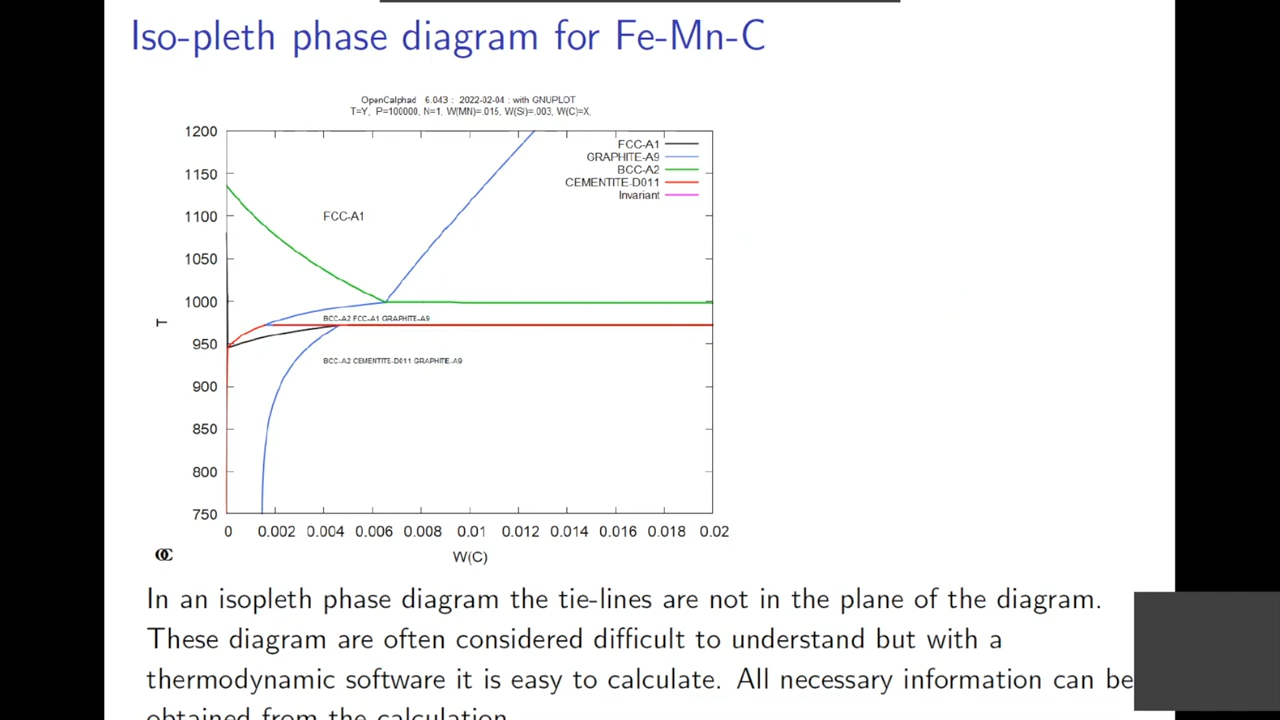 Iso-pleth phase diagram for Fe-Mn-C
OpenCalphad 6.043 : 2022-02-04 : with GNUPLOT
T=Y, P=100000, N=1. W(MN)=.015, W(SI)=.003, W(C)=X,
1200
1150
1100
1050
1000
950
900
850
800
750
T
FCC-A1
GRAPHITE-A9
BCC-A2
CEMENTITE-D011
Invariant
FCC-A1
BCC-A2 FCC-A1 GRAPHITE-A9
BCC-A2 CEMENTITE-D011 GRAPHITE-A9
0 0.002 0.004 0.006 0.008 0.01 0.012 0.014 0.016 0.018 0.02
W(C)
OC
In an isopleth phase diagram the tie-lines are not in the plane of the diagram.
These diagram are often considered difficult to understand but with a
thermodynamic software it is easy to calculate. All necessary information can be
obtained from the calculation